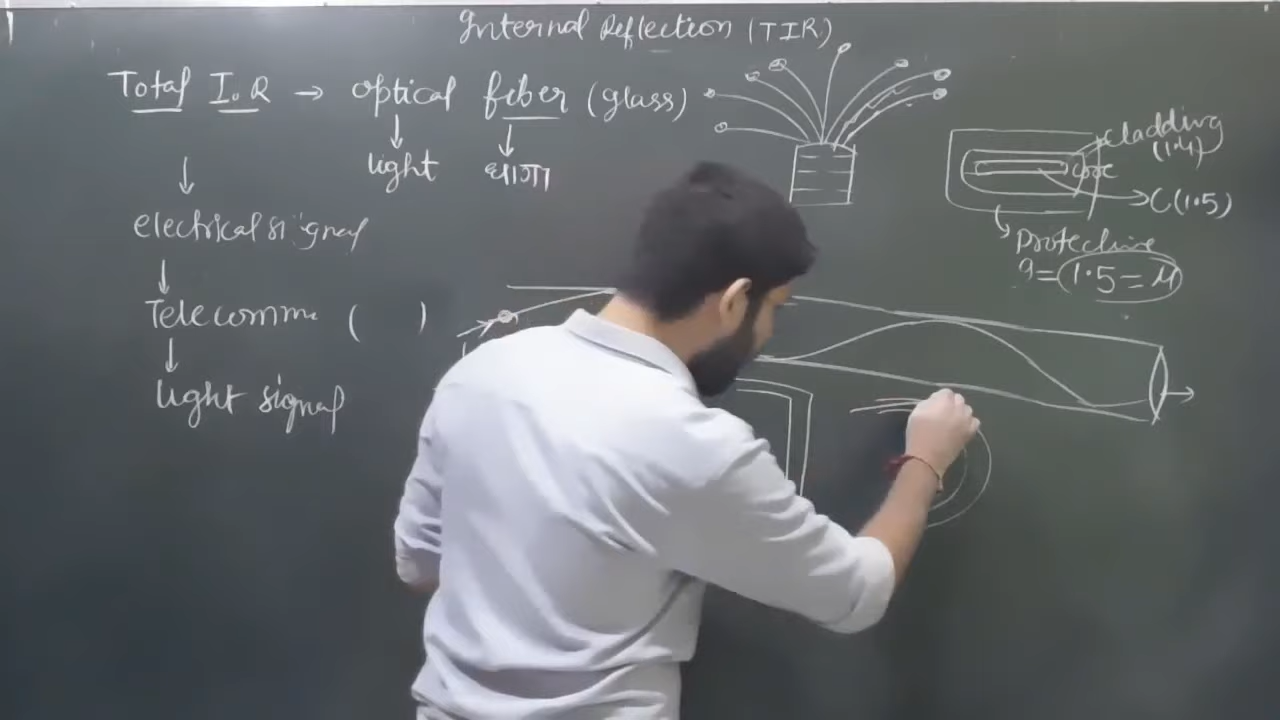 Internal Reflection (TIR)
Total I.R → optical fiber (glass)
light धागा
electrical signal
Telecomm ( )
light signal
cladding
(1.4)
core
C(1.5)
protective
g=(1.5=μ)